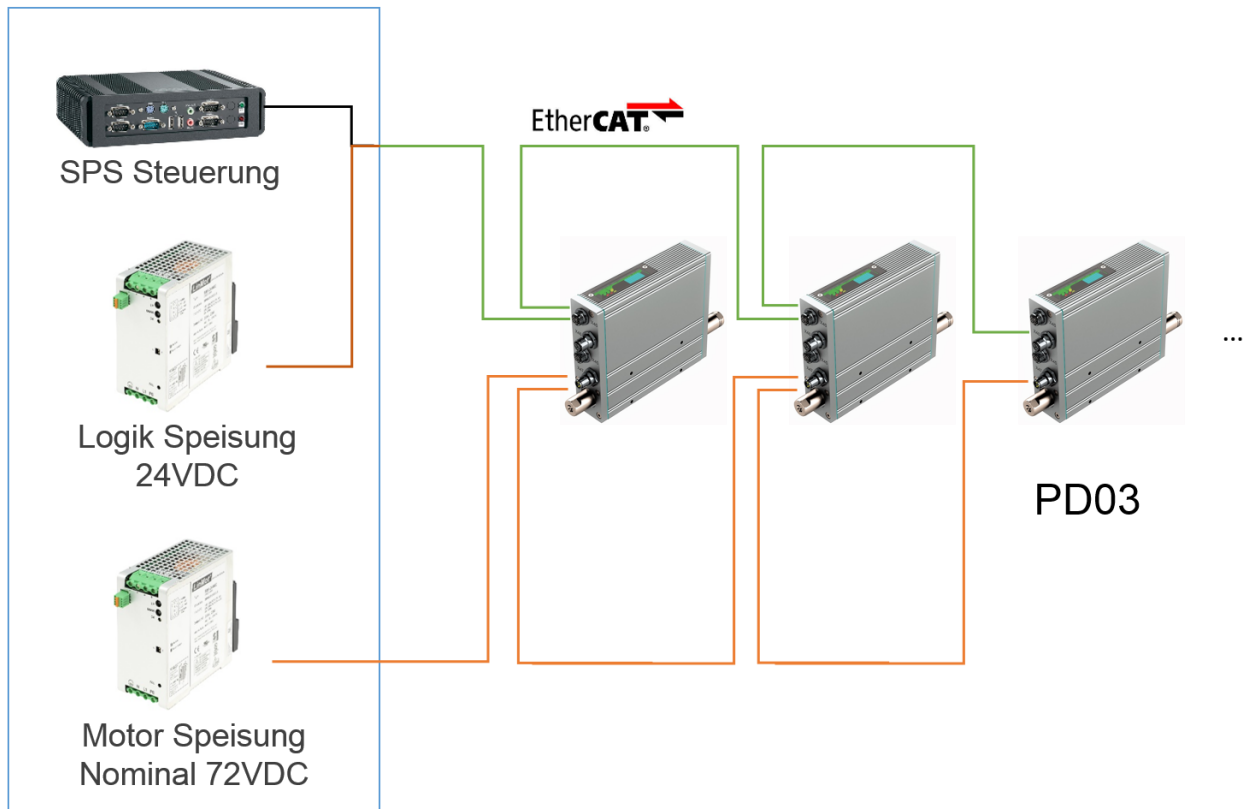 SPS Steuerung
EtherCAT®
Logik Speisung
24VDC
PD03
...
Motor Speisung
Nominal 72VDC